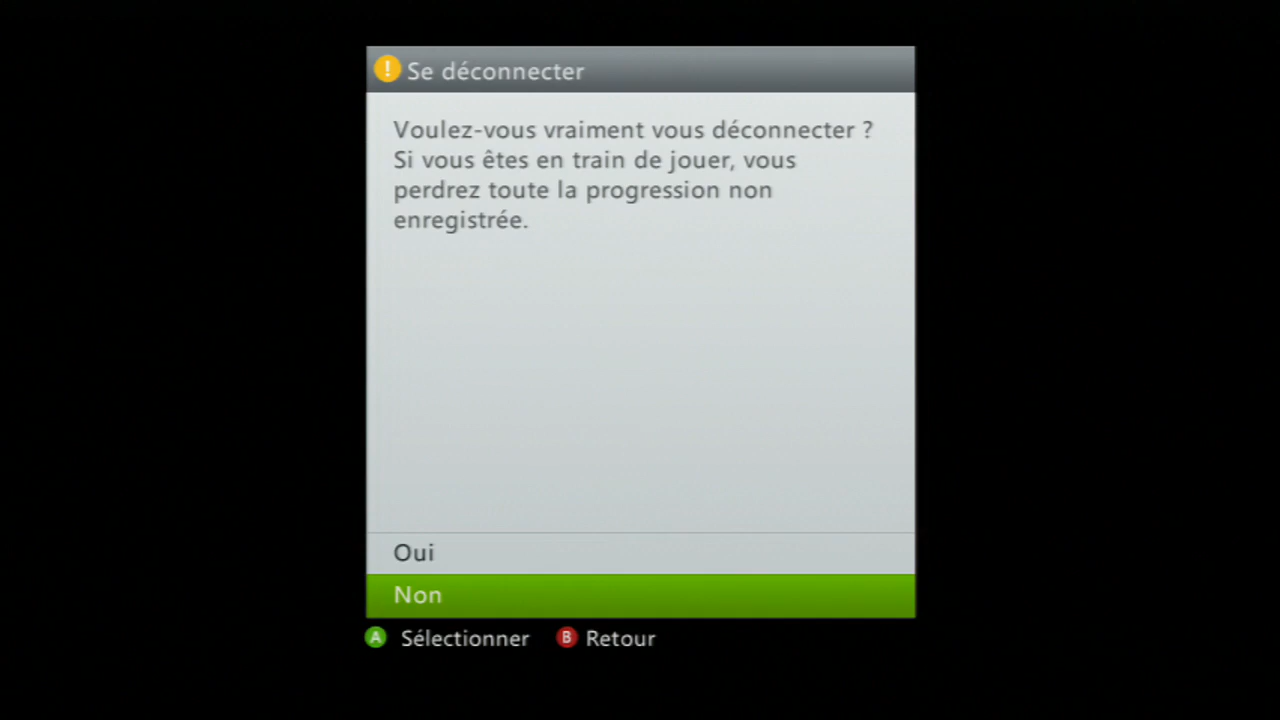 ! Se déconnecter
Voulez-vous vraiment vous déconnecter ?
Si vous êtes en train de jouer, vous
perdrez toute la progression non
enregistrée.
Oui
Non
A Sélectionner B Retour